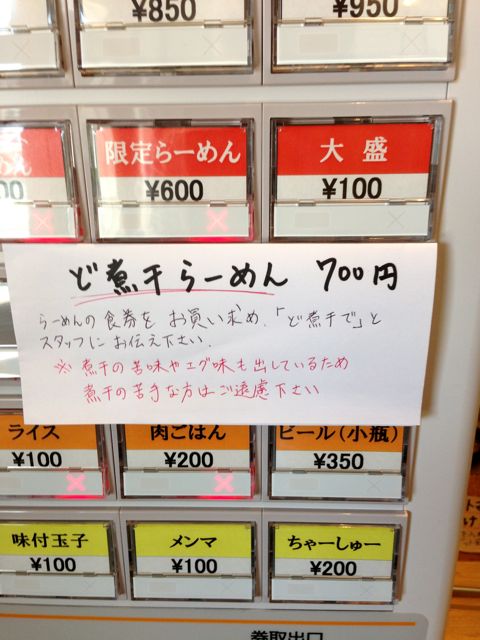 ¥850
¥950
限定らーめん
大盛
¥600
¥100
ど煮干らーめん 700円
らーめんの食券をお買い求め、「ど煮干で」と
スタッフにお伝え下さい.
※煮干の苦味やエグ味も出しているため
煮干の苦手な方はご遠慮下さい
ライス
肉ごはん
ビール(小瓶)
¥100
¥200
¥350
味付玉子
メンマ
ちゃーしゅー
¥100
¥100
¥200
券取出口